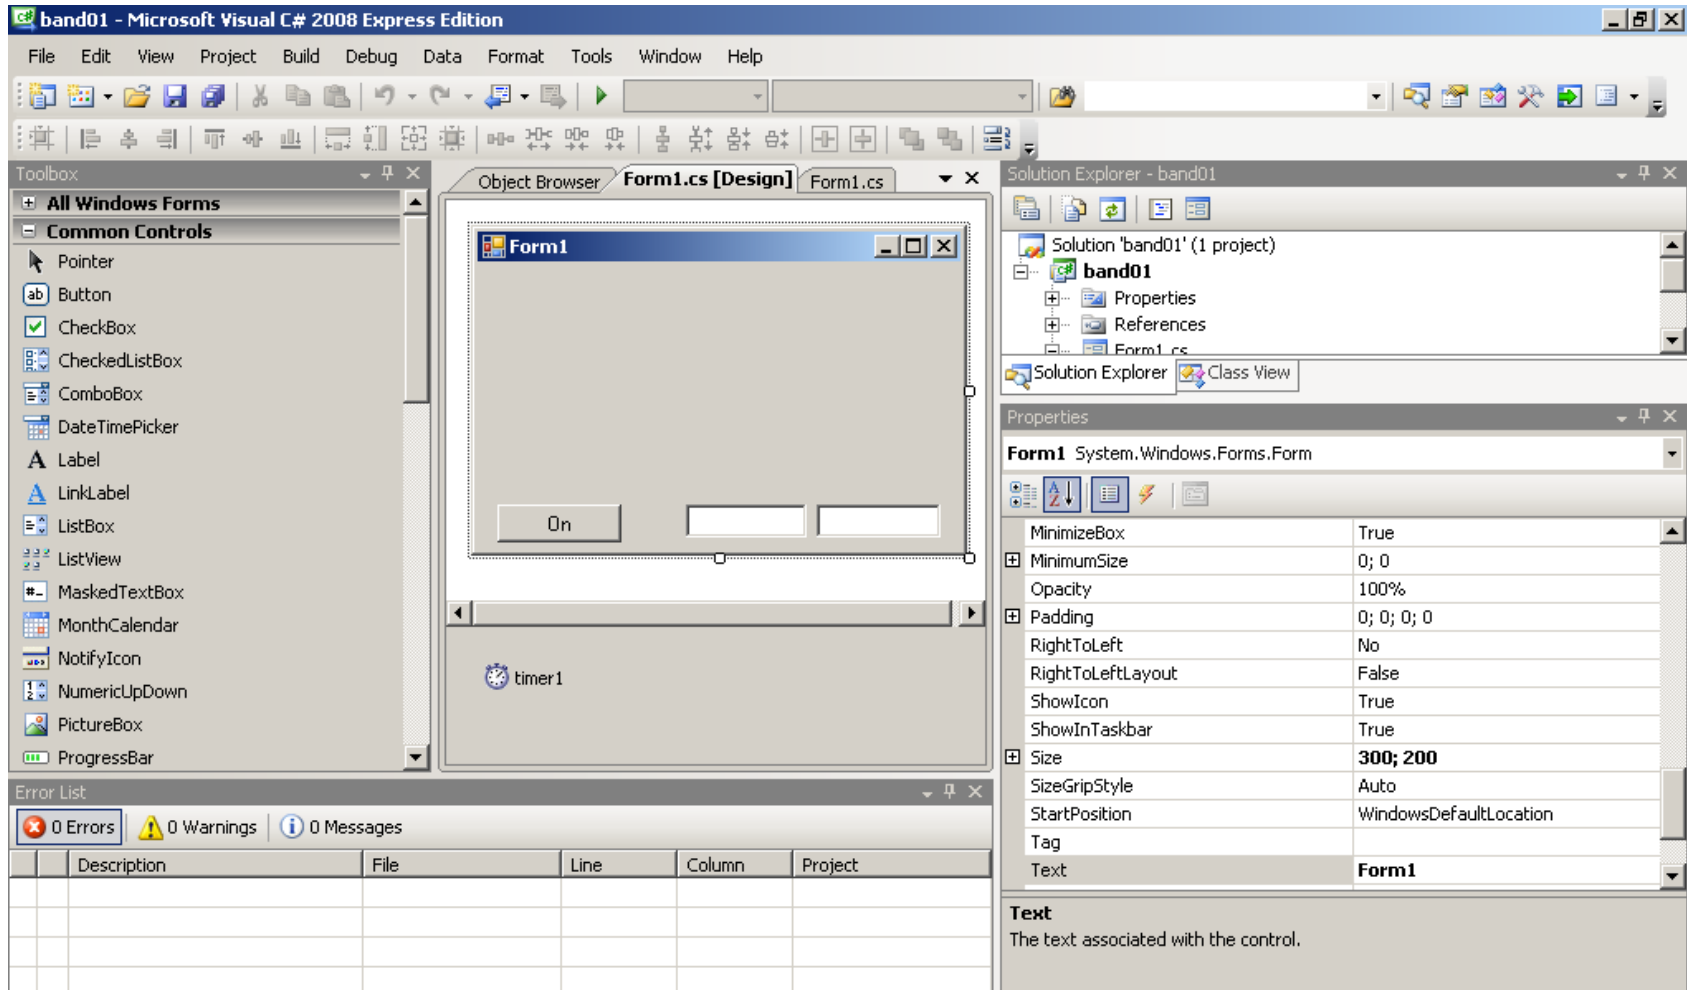 band01 - Microsoft Visual C# 2008 Express Edition
File Edit View Project Build Debug Data Format Tools Window Help
Toolbox
All Windows Forms
Common Controls
Pointer
Button
CheckBox
CheckedListBox
ComboBox
DateTimePicker
Label
LinkLabel
ListBox
ListView
MaskedTextBox
MonthCalendar
NotifyIcon
NumericUpDown
PictureBox
ProgressBar
Object Browser Form1.cs [Design] Form1.cs
Form1
On
timer1
Solution Explorer - band01
Solution 'band01' (1 project)
band01
Properties
References
Form1.cs
Solution Explorer Class View
Properties
Form1 System.Windows.Forms.Form
MinimizeBox True
MinimumSize 0; 0
Opacity 100%
Padding 0; 0; 0; 0
RightToLeft No
RightToLeftLayout False
ShowIcon True
ShowInTaskbar True
Size 300; 200
SizeGripStyle Auto
StartPosition WindowsDefaultLocation
Tag
Text Form1
Text
The text associated with the control.
Error List
0 Errors 0 Warnings 0 Messages
Description File Line Column Project